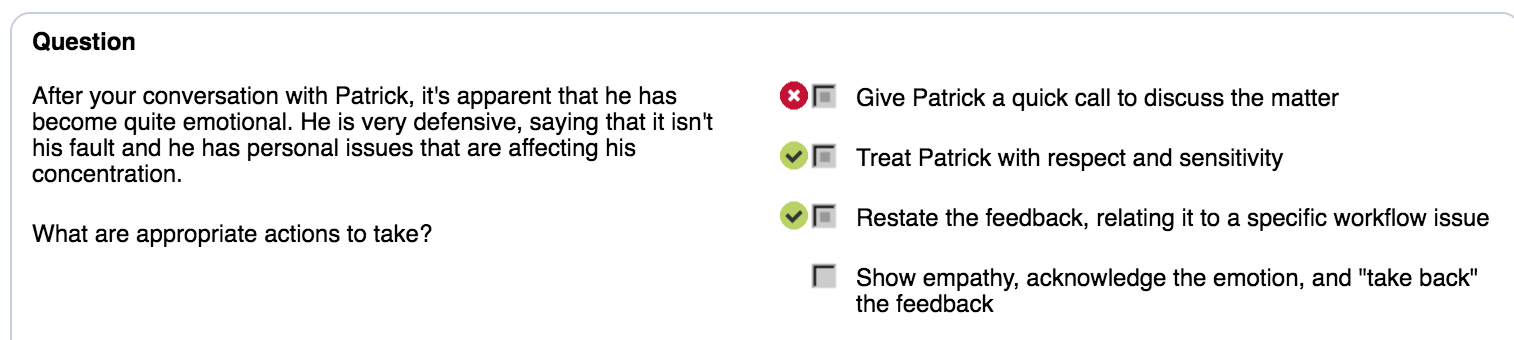 Question
After your conversation with Patrick, it's apparent that he has
become quite emotional. He is very defensive, saying that it isn't
his fault and he has personal issues that are affecting his
concentration.
What are appropriate actions to take?
Give Patrick a quick call to discuss the matter
Treat Patrick with respect and sensitivity
Restate the feedback, relating it to a specific workflow issue
Show empathy, acknowledge the emotion, and "take back"
the feedback